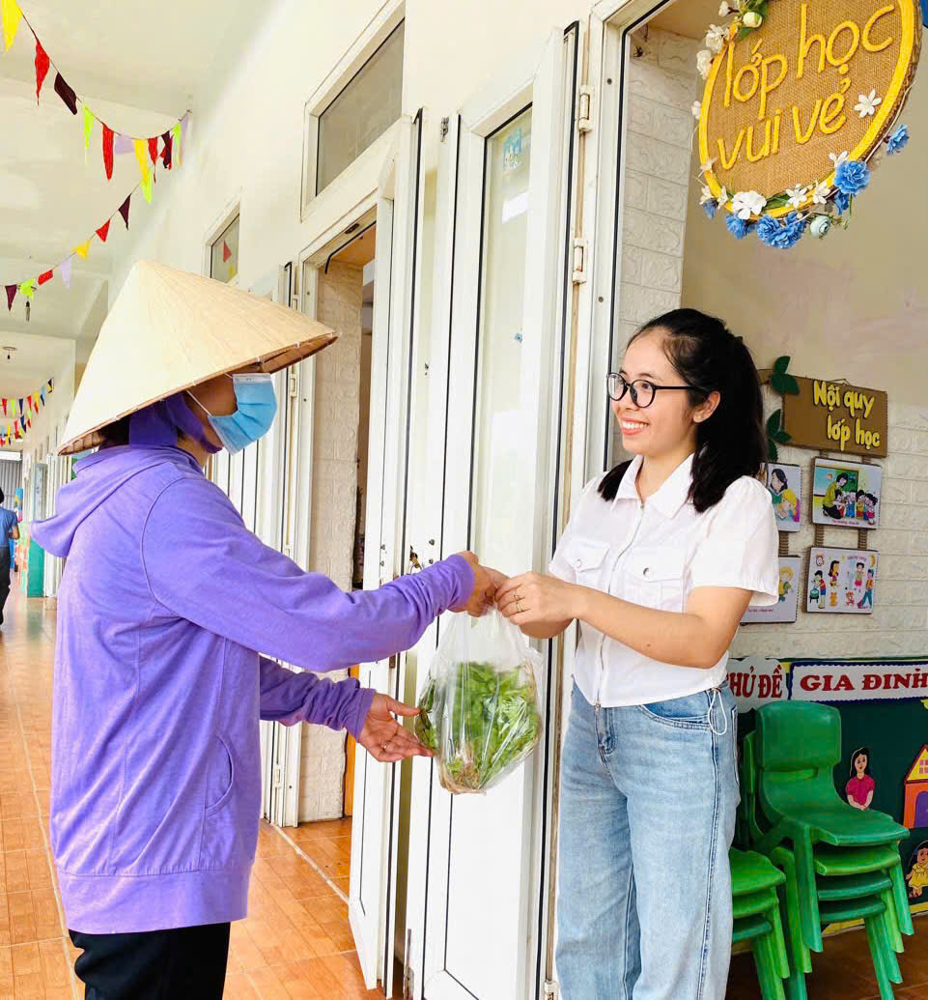 lớp học
vui vẻ
Nội quy
lớp học
HỦ ĐỀ
GIA ĐÌNH